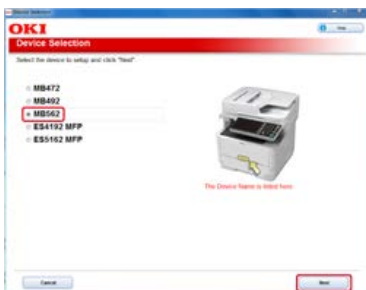 Device Selection
OKI
Help
Device Selection
Select the device to setup and click "Next".
MB472
MB492
MB562
ES4192 MFP
ES5162 MFP
The Device Name is listed here.
Cancel
Next